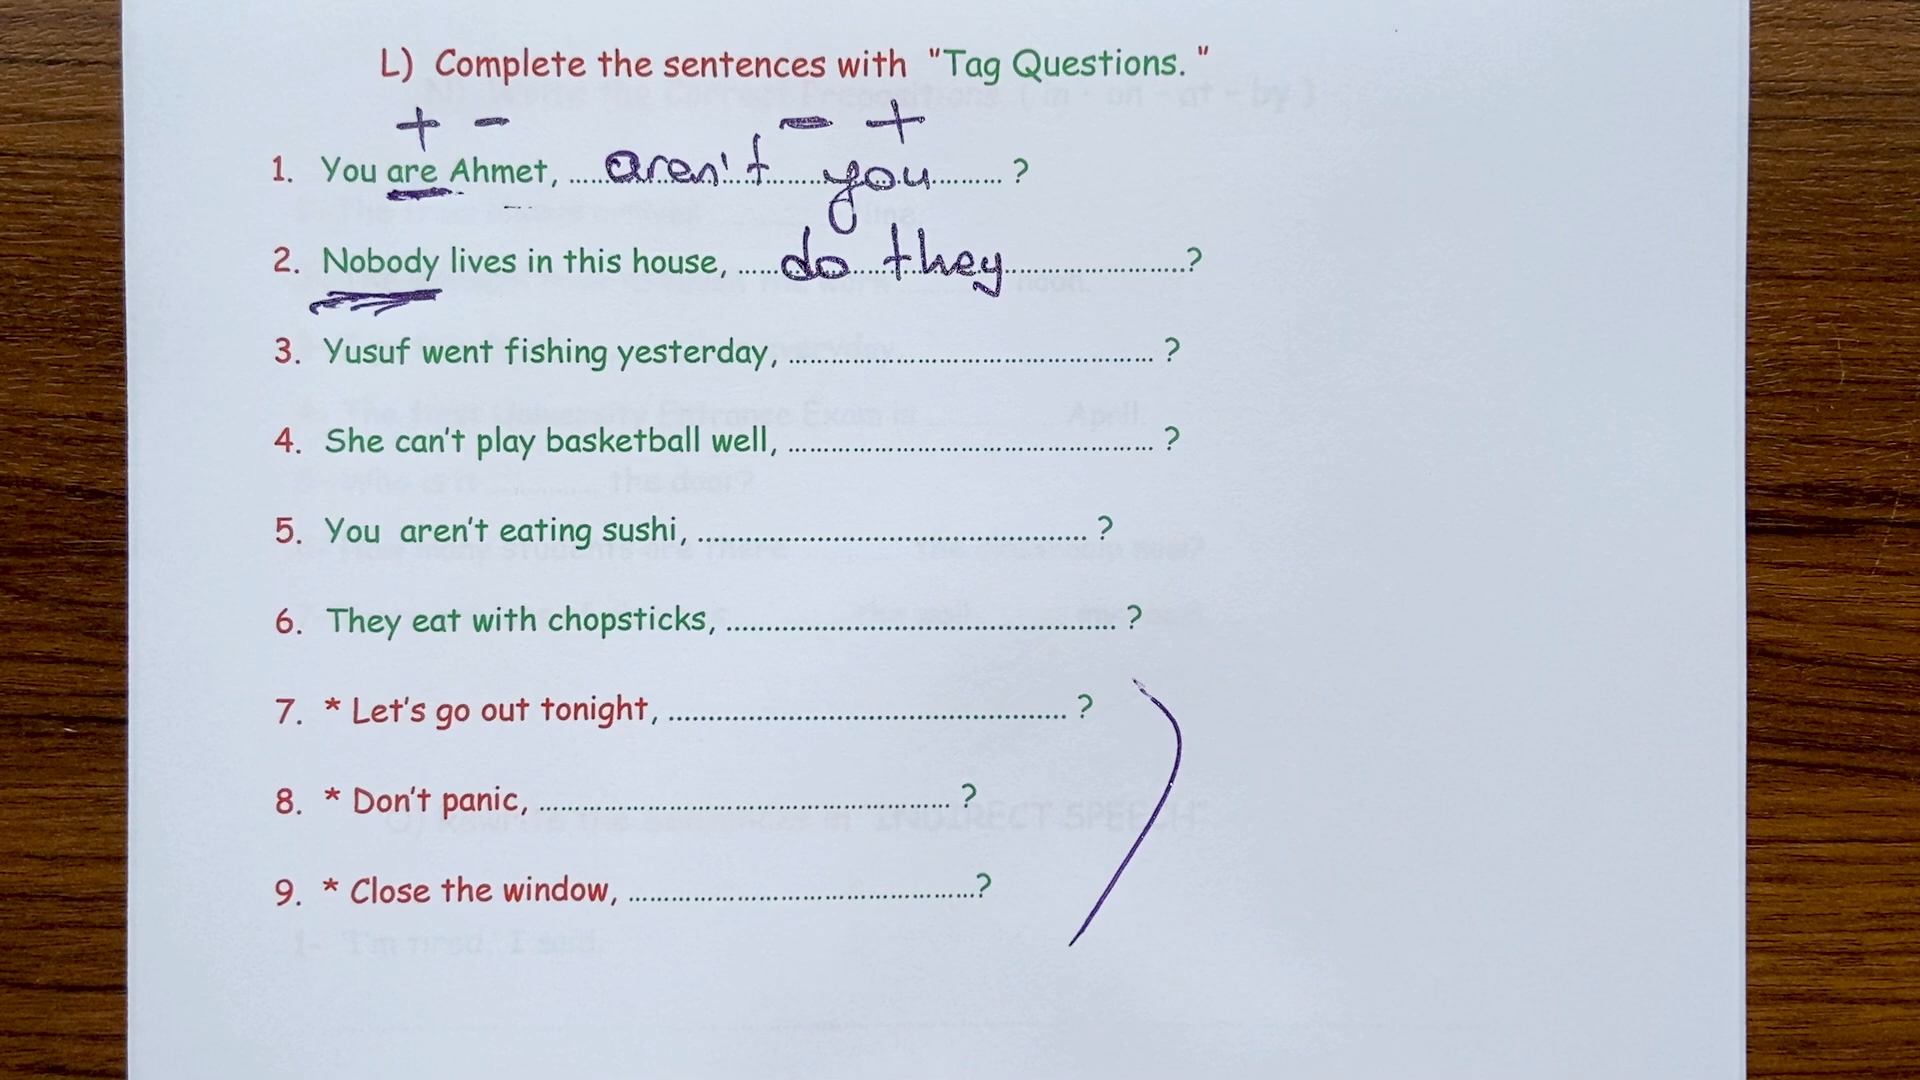 L) Complete the sentences with "Tag Questions. "
+ - - +
1. You are Ahmet, ..... aren't you ......... ?
2. Nobody lives in this house, ..... do they ....................?
3. Yusuf went fishing yesterday, ........................................ ?
4. She can't play basketball well, ........................................ ?
5. You aren't eating sushi, ........................................... ?
6. They eat with chopsticks, ........................................... ?
7. * Let's go out tonight, ............................................ ?
8. * Don't panic, ............................................. ?
9. * Close the window, ......................................?